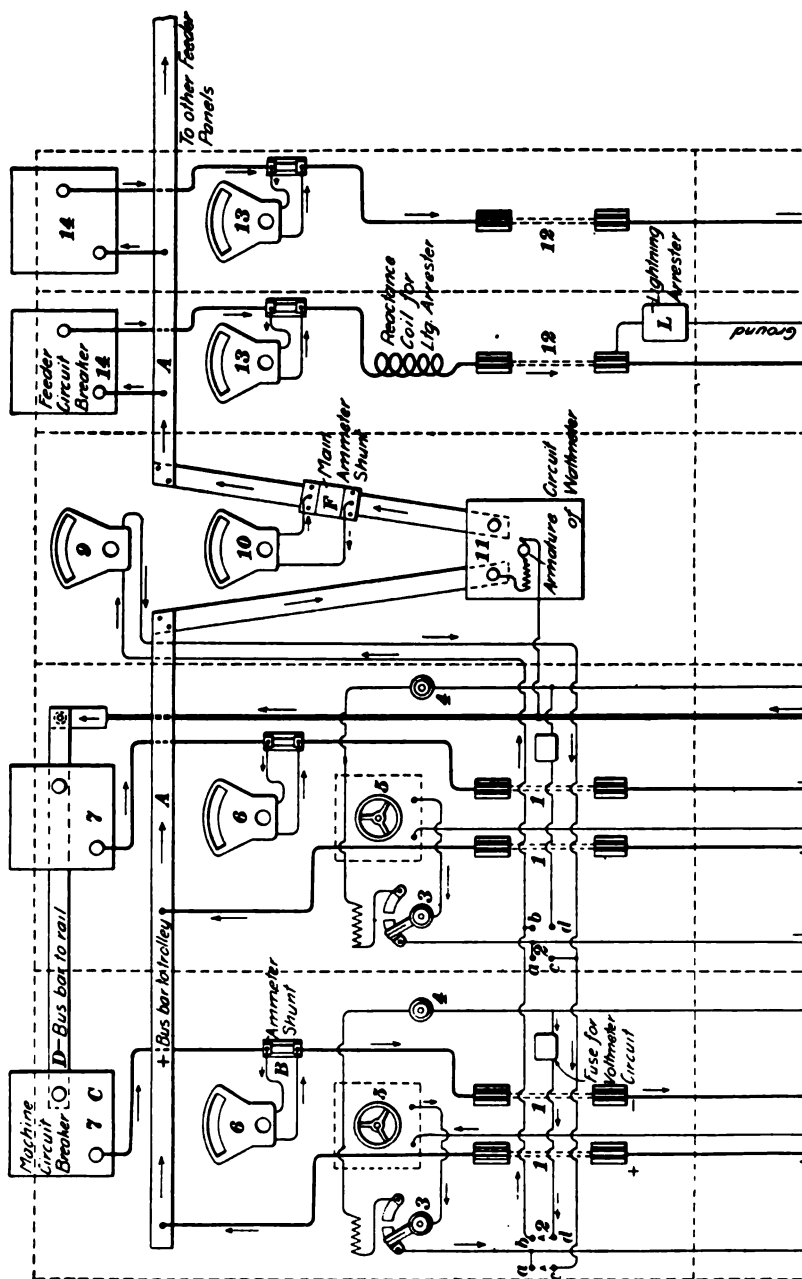 Machine
Circuit
Breaker
7
C
D—Bus bar to rail
7
+ Bus bar to trolley
A
A
To other Feeder
Panels
Feeder
Circuit
Breaker
14
14
9
6
B
Ammeter
Shunt
6
10
F
Main
Ammeter
Shunt
13
13
Reactance
Coil for
Ltg. Arrester
5
5
3
4
3
4
11
Armature Circuit
of Wattmeter
1
1
1
1
12
12
+
−
Fuse for
Voltmeter
Circuit
a
b
2
c
d
a
b
2
c
d
L
Lightning
Arrester
Ground